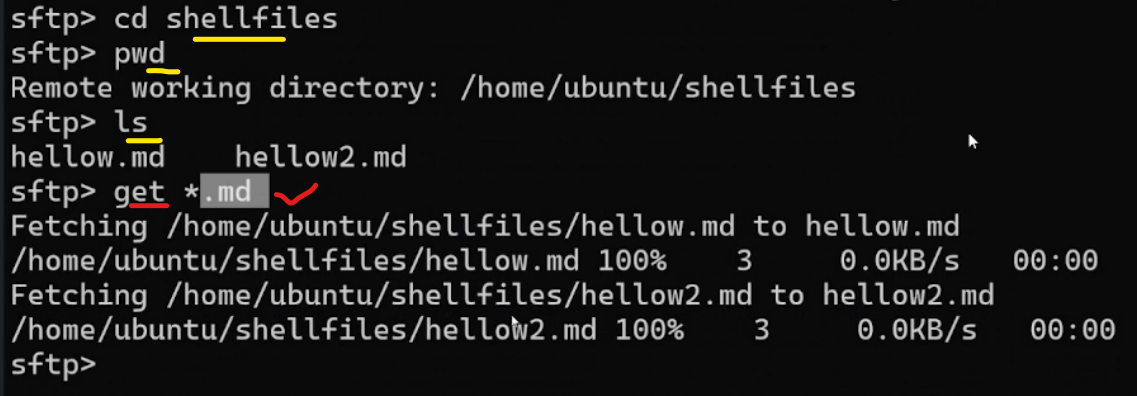 sftp> cd shellfiles
sftp> pwd
Remote working directory: /home/ubuntu/shellfiles
sftp> ls
hellow.md    hellow2.md
sftp> get *.md
Fetching /home/ubuntu/shellfiles/hellow.md to hellow.md
/home/ubuntu/shellfiles/hellow.md 100%    3     0.0KB/s   00:00
Fetching /home/ubuntu/shellfiles/hellow2.md to hellow2.md
/home/ubuntu/shellfiles/hellow2.md 100%    3     0.0KB/s   00:00
sftp>